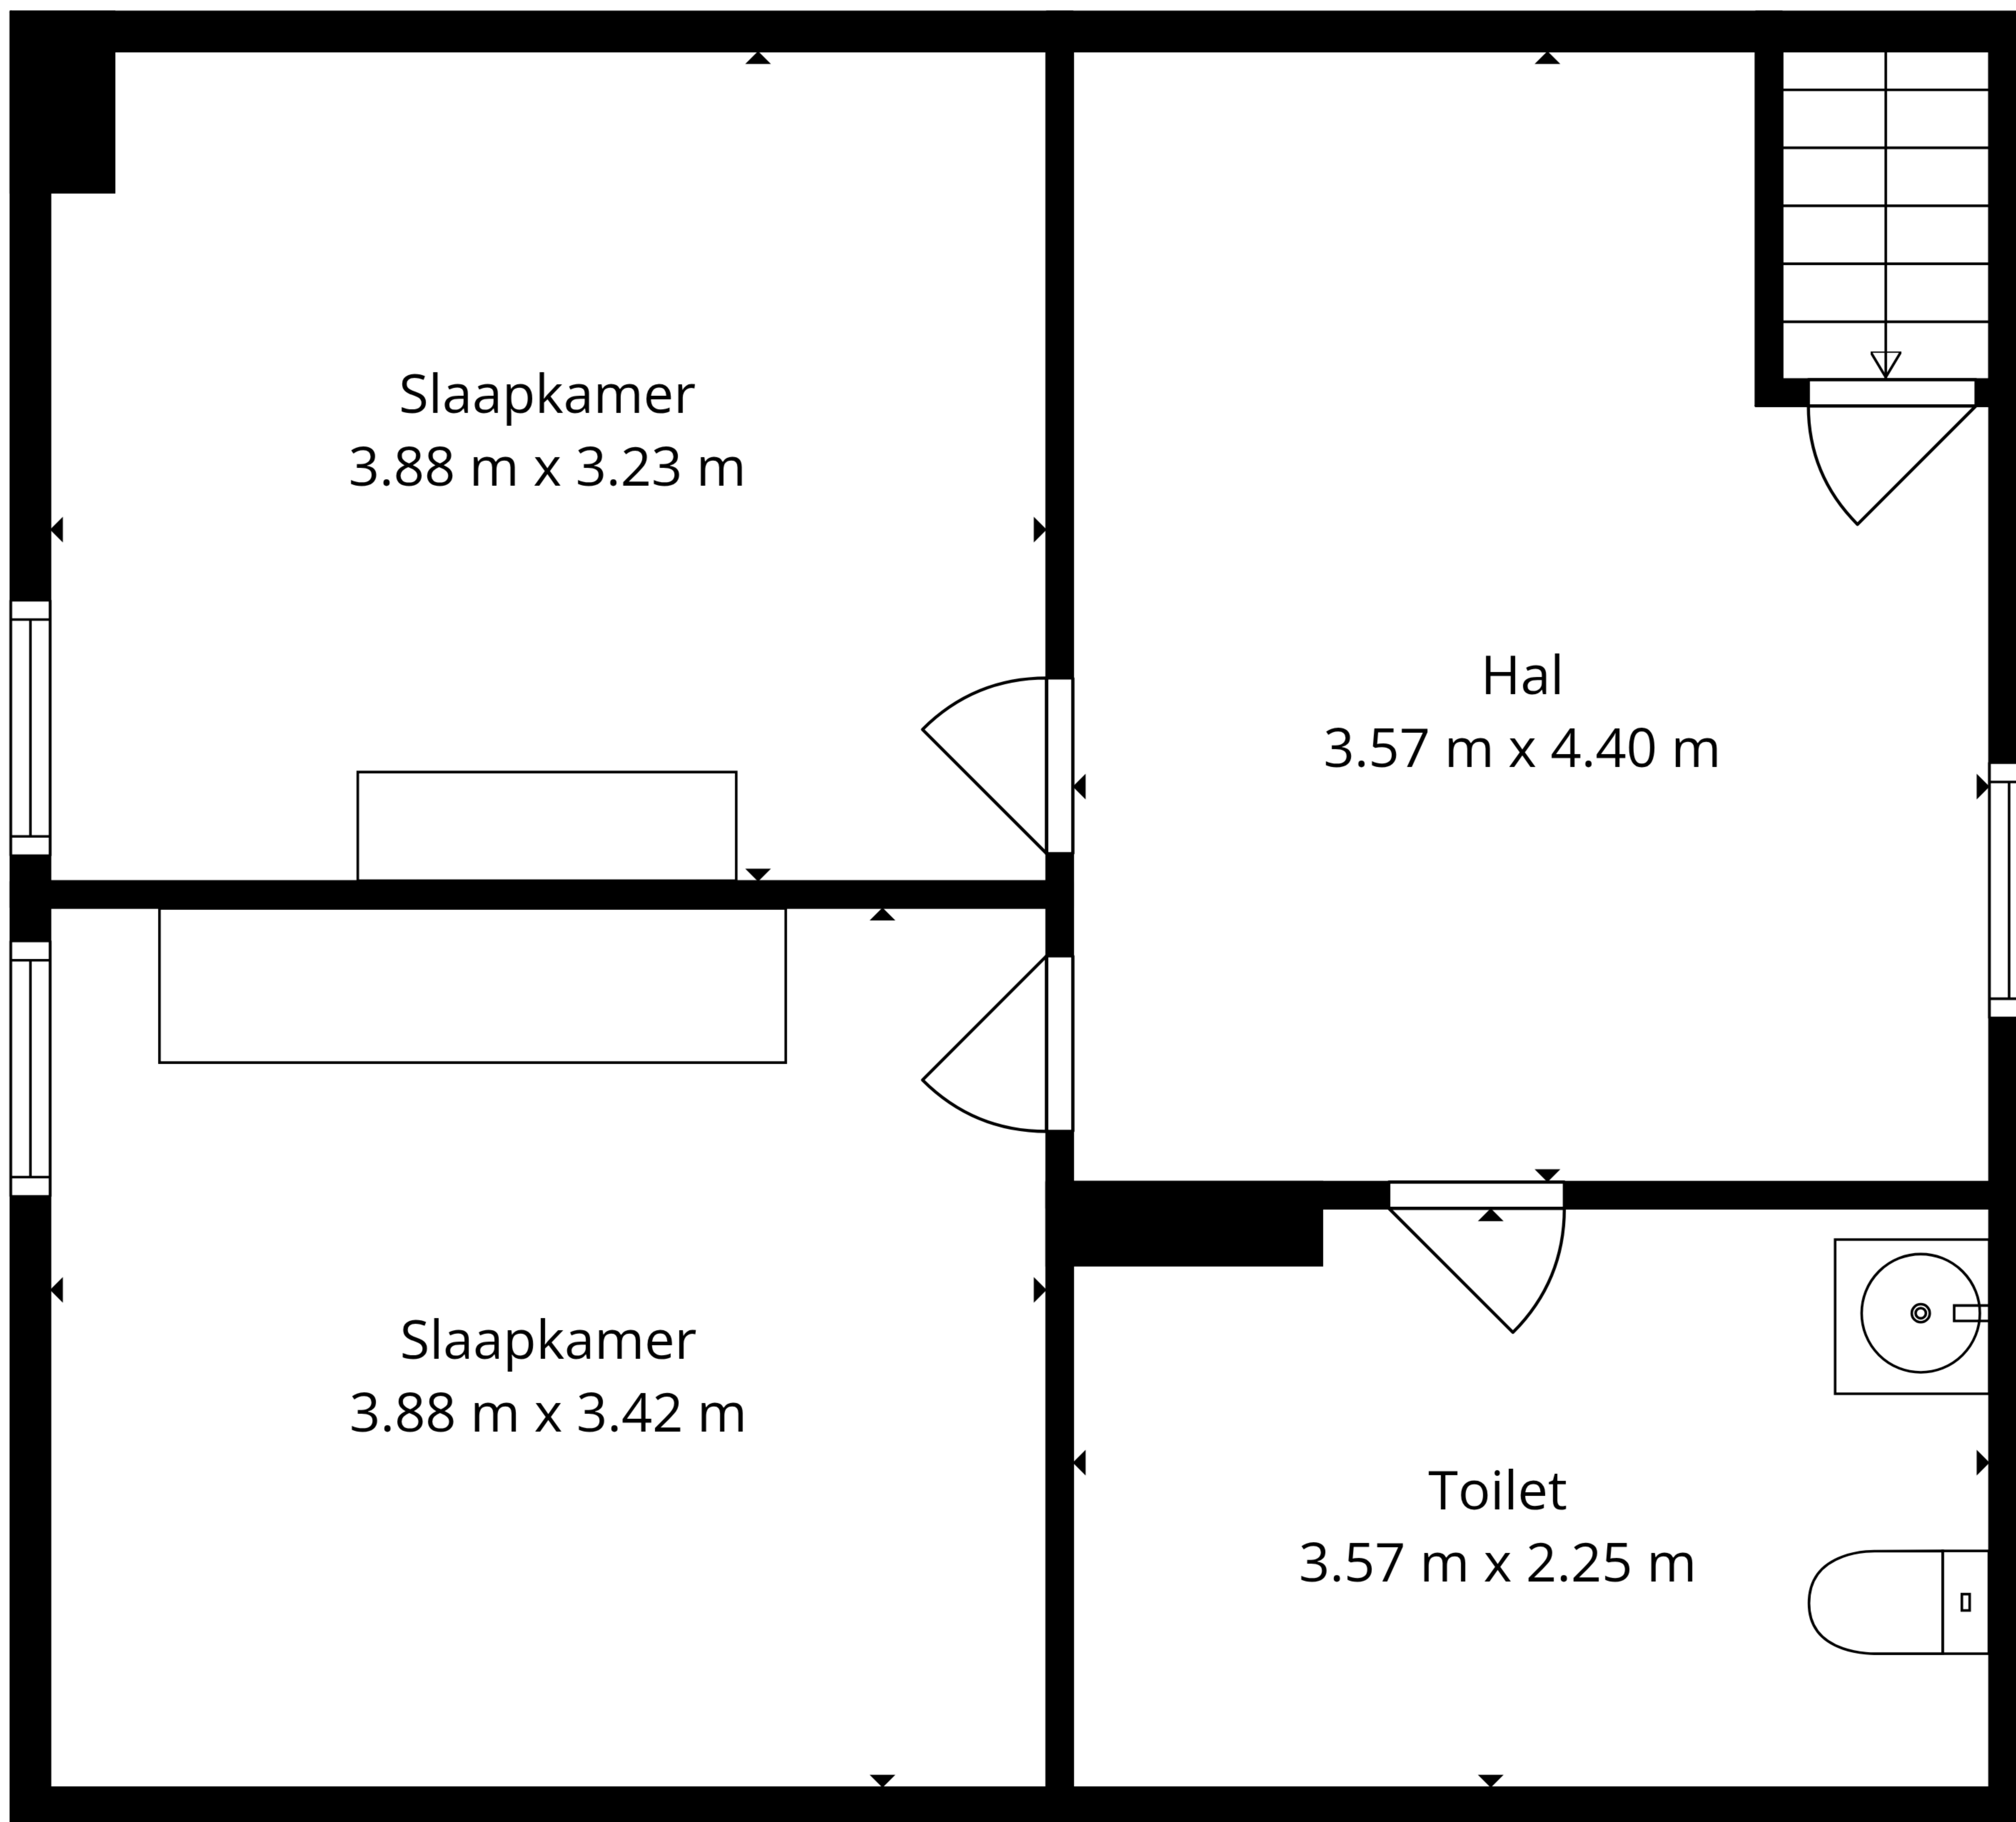 Slaapkamer
3.88 m x 3.23 m
Hal
3.57 m x 4.40 m
Slaapkamer
3.88 m x 3.42 m
Toilet
3.57 m x 2.25 m